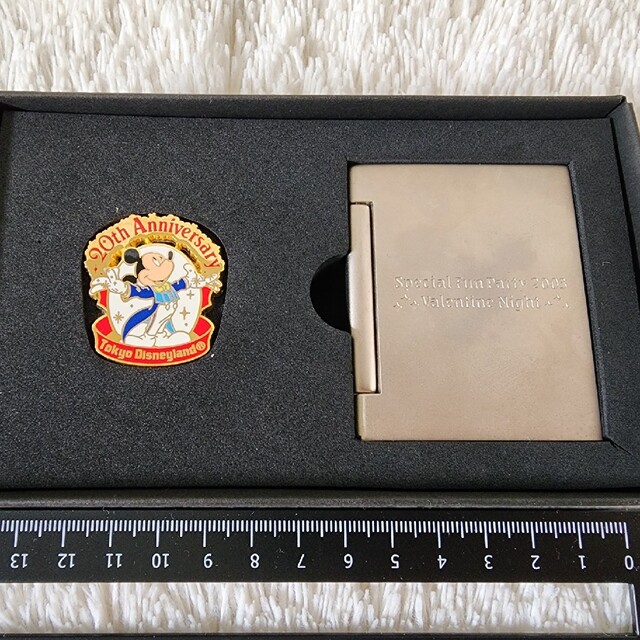 20th Anniversary
Tokyo Disneyland®
Special Fun Party 2003
Valentine Night
13 12 11 10 9 8 7 6 5 4 3 2 1 0